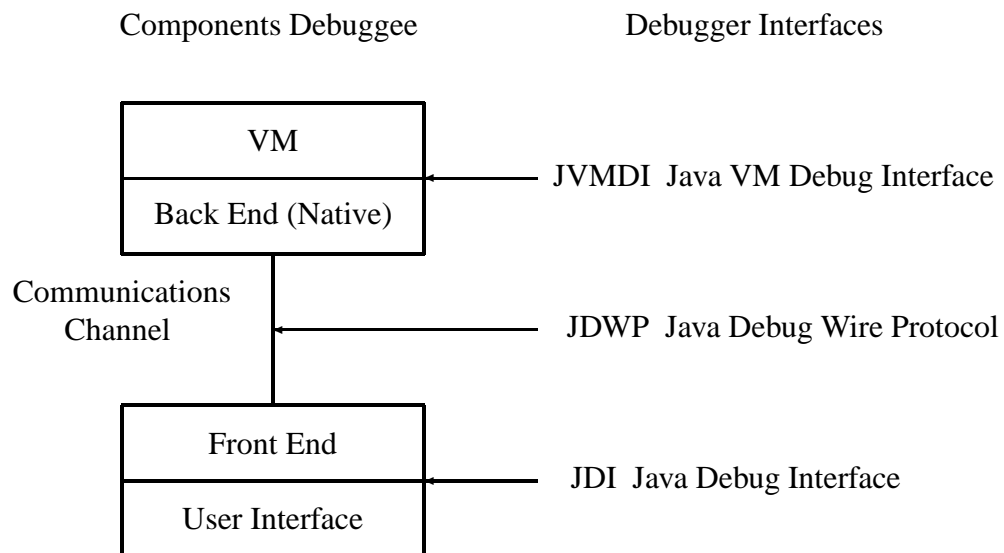 Components Debuggee
Debugger Interfaces
VM
JVMDI Java VM Debug Interface
Back End (Native)
Communications
Channel
JDWP Java Debug Wire Protocol
Front End
JDI Java Debug Interface
User Interface